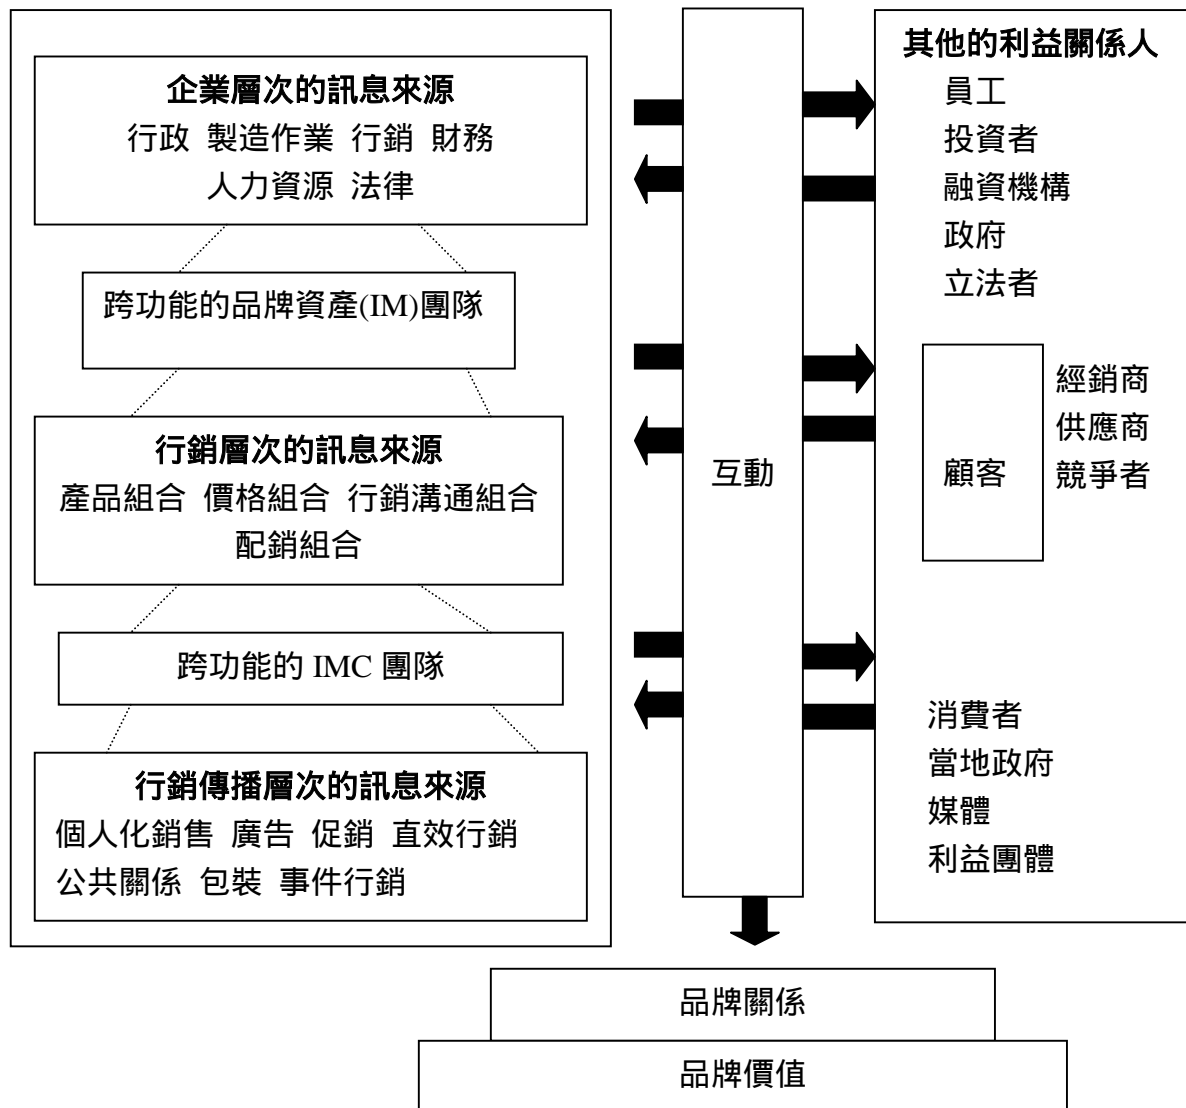 企業層次的訊息來源
行政 製造作業 行銷 財務
人力資源 法律
跨功能的品牌資產(IM)團隊
行銷層次的訊息來源
產品組合 價格組合 行銷溝通組合
配銷組合
跨功能的 IMC 團隊
行銷傳播層次的訊息來源
個人化銷售 廣告 促銷 直效行銷
公共關係 包裝 事件行銷
互動
其他的利益關係人
員工
投資者
融資機構
政府
立法者
顧客
經銷商
供應商
競爭者
消費者
當地政府
媒體
利益團體
品牌關係
品牌價值